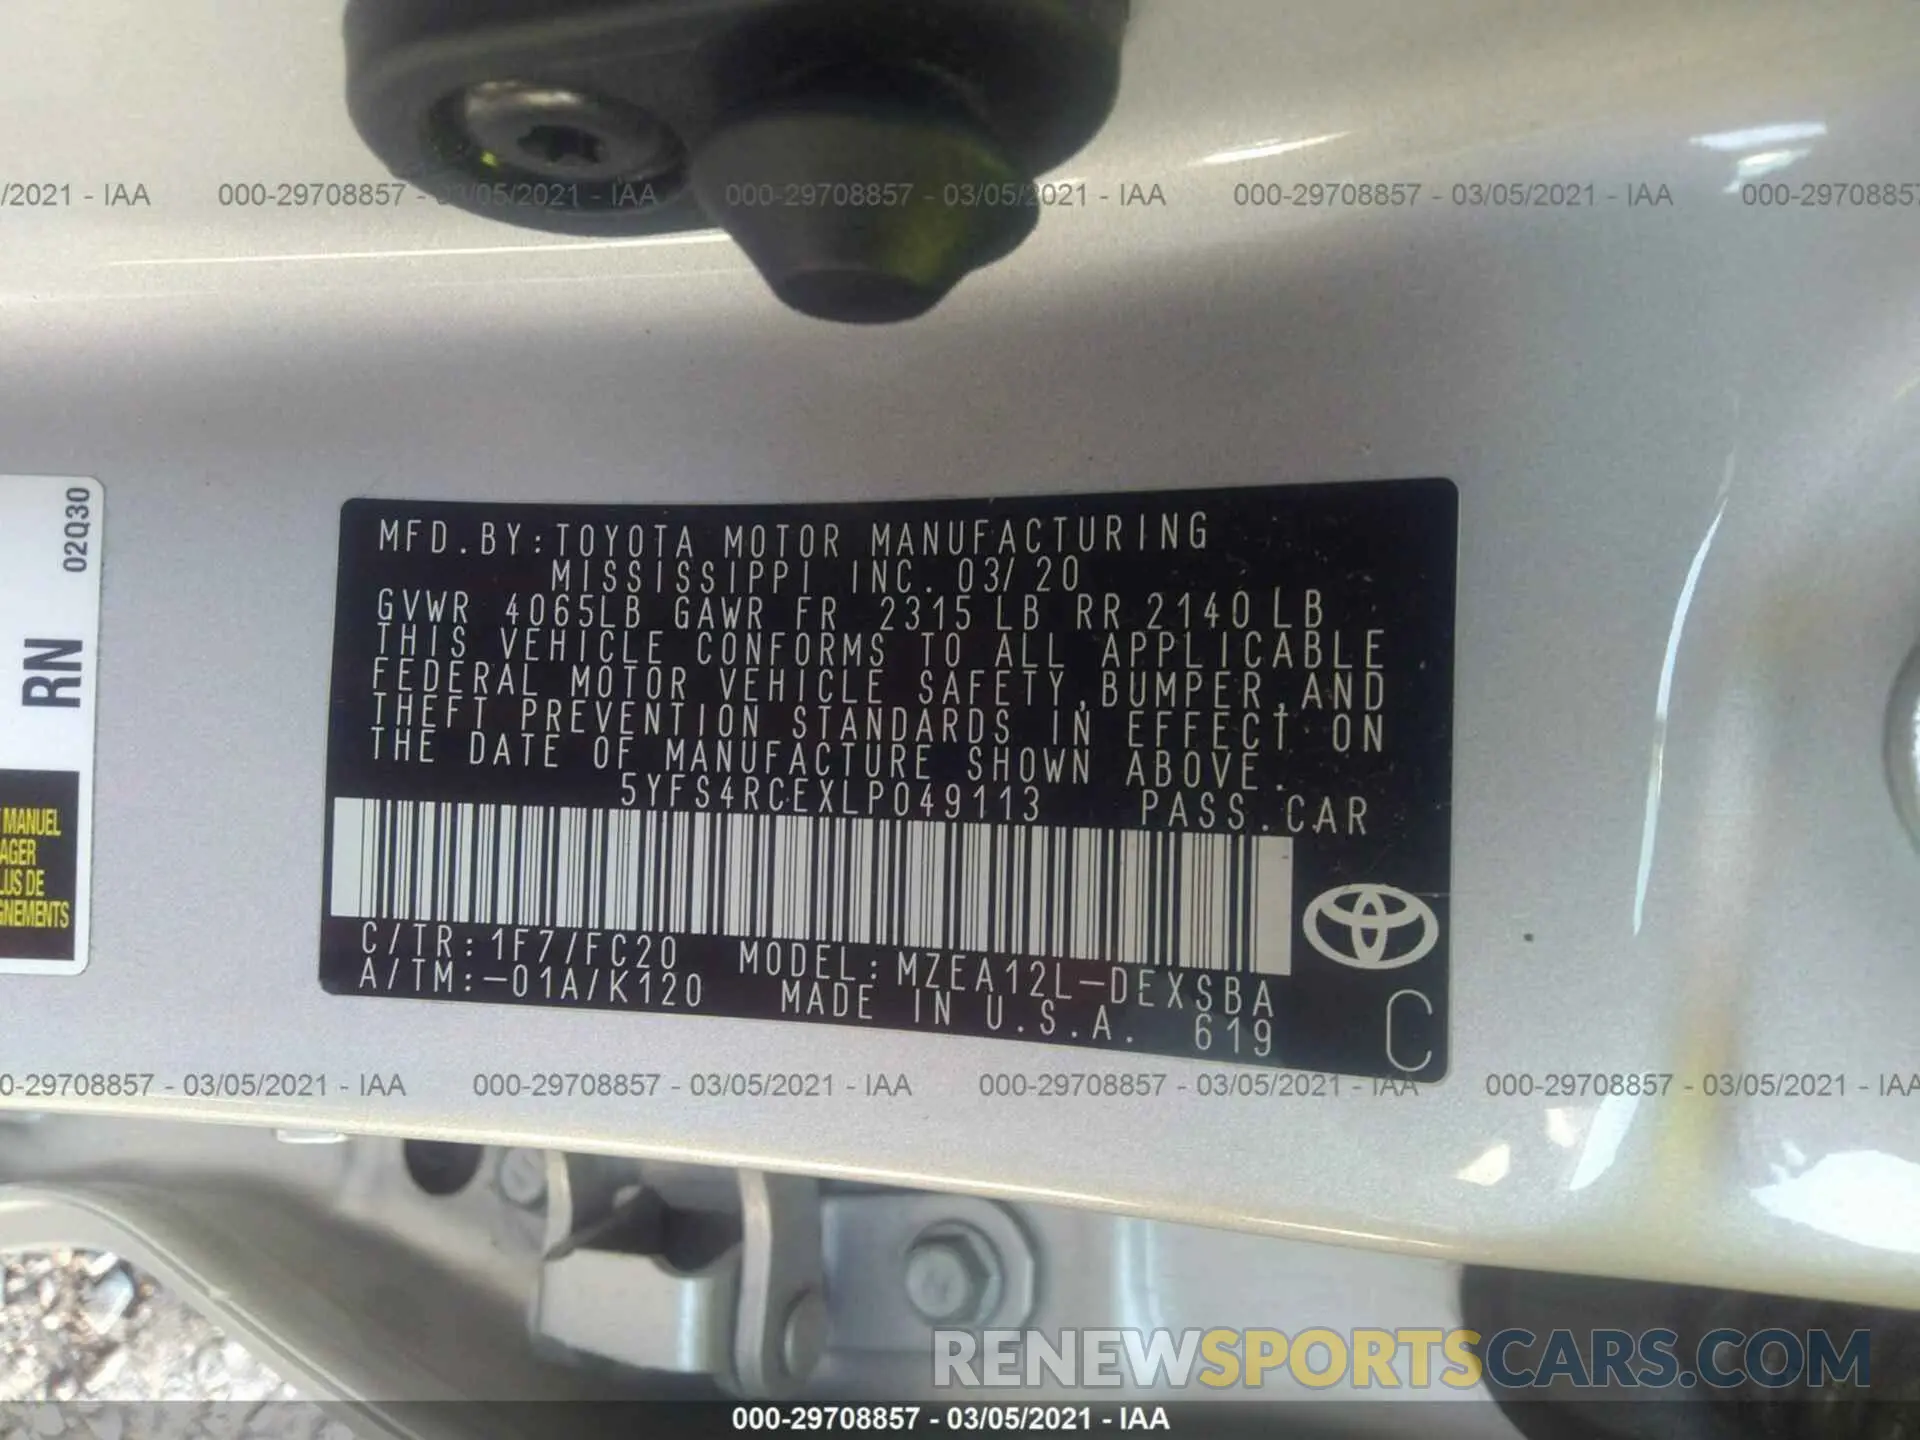 /2021 - IAA 000-29708857 - 03/05/2021 - IAA 000-29708857 - 03/05/2021 - IAA 000-29708857 - 03/05/2021 - IAA 000-2970885
02Q30
RN
MANUEL
AGER
LUS DE
GNEMENTS
MFD.BY:TOYOTA MOTOR MANUFACTURING
MISSISSIPPI INC. 03/20
GVWR 4065LB GAWR FR 2315LB RR 2140LB
THIS VEHICLE CONFORMS TO ALL APPLICABLE
FEDERAL MOTOR VEHICLE SAFETY,BUMPER,AND
THEFT PREVENTION STANDARDS IN EFFECT ON
THE DATE OF MANUFACTURE SHOWN ABOVE.
5YFS4RCEXLP049113 PASS.CAR
C/TR:1F7/FC20 MODEL:MZEA12L-DEXSBA
A/TM:-01A/K120 MADE IN U.S.A. 619
C
0-29708857 - 03/05/2021 - IAA 000-29708857 - 03/05/2021 - IAA 000-29708857 - 03/05/2021 - IAA 000-29708857 - 03/05/2021 - IAA
RENEWSPORTSCARS.COM
000-29708857 - 03/05/2021 - IAA